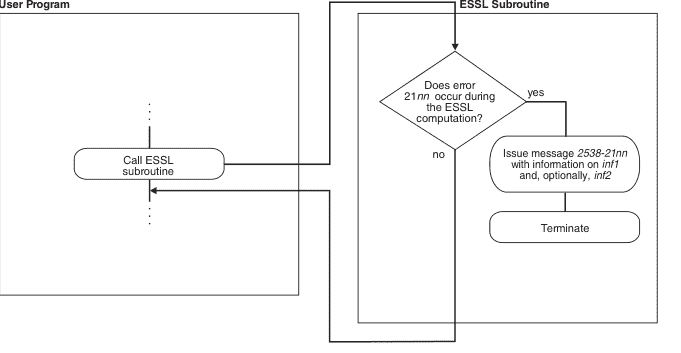 User Program
ESSL Subroutine
Call ESSL
subroutine
Does error
21nn occur during
the ESSL
computation?
yes
no
Issue message 2538-21nn
with information on inf1
and, optionally, inf2
Terminate